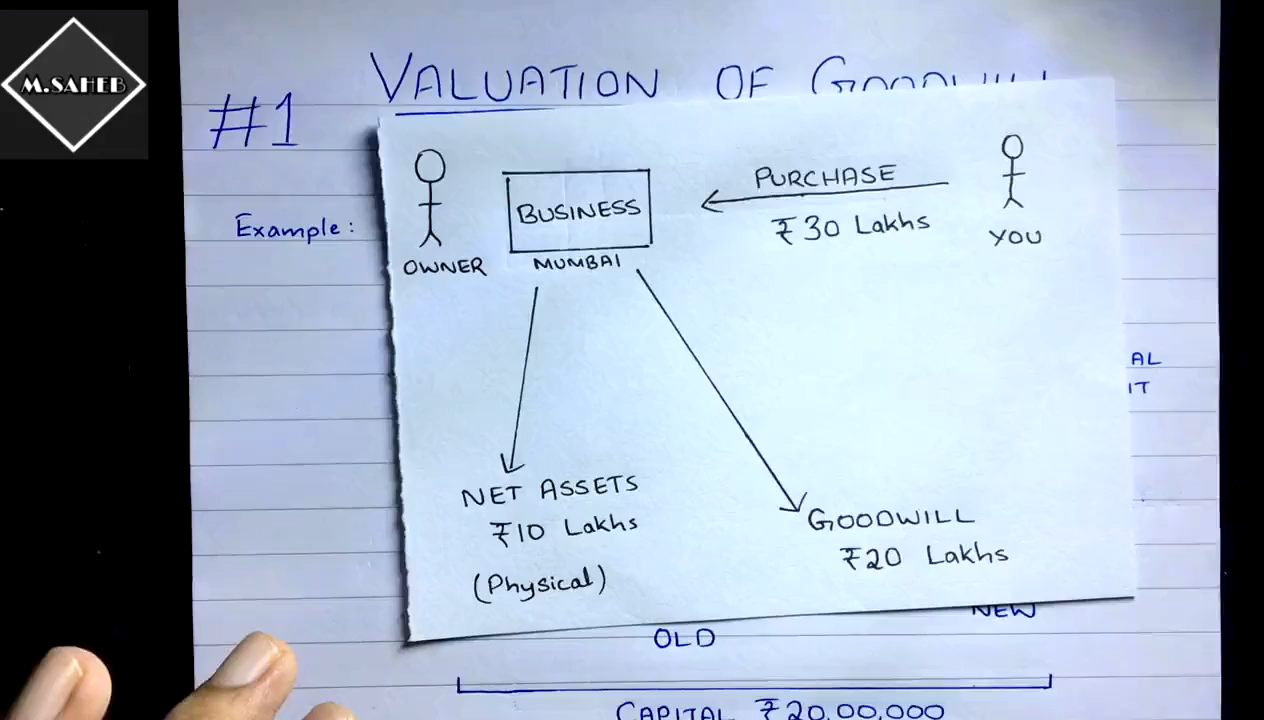 M.SAHEB
#1
VALUATION OF GOODWILL
Example:
OWNER
BUSINESS
MUMBAI
PURCHASE
₹30 Lakhs
YOU
AL
IT
NET ASSETS
₹10 Lakhs
(Physical)
GOODWILL
₹20 Lakhs
NEW
OLD
CAPITAL ₹20,00,000